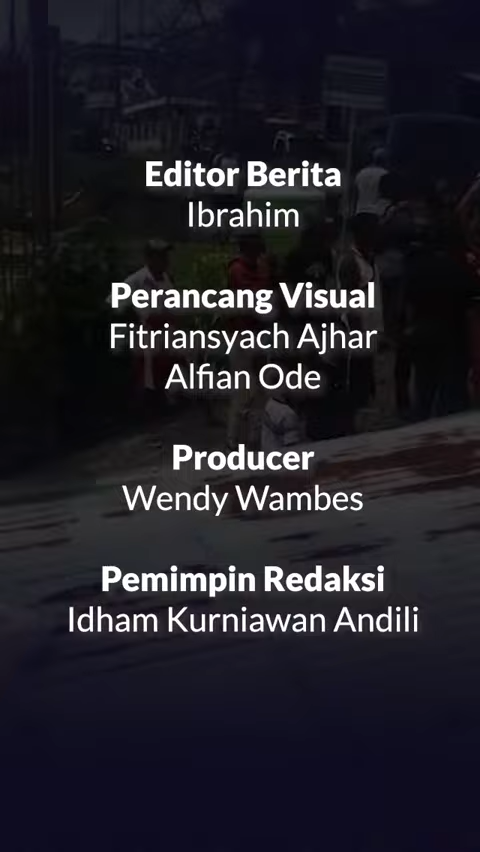 Editor Berita
Ibrahim
Perancang Visual
Fitriansyach Ajhar
Alfian Ode
Producer
Wendy Wambes
Pemimpin Redaksi
Idham Kurniawan Andili